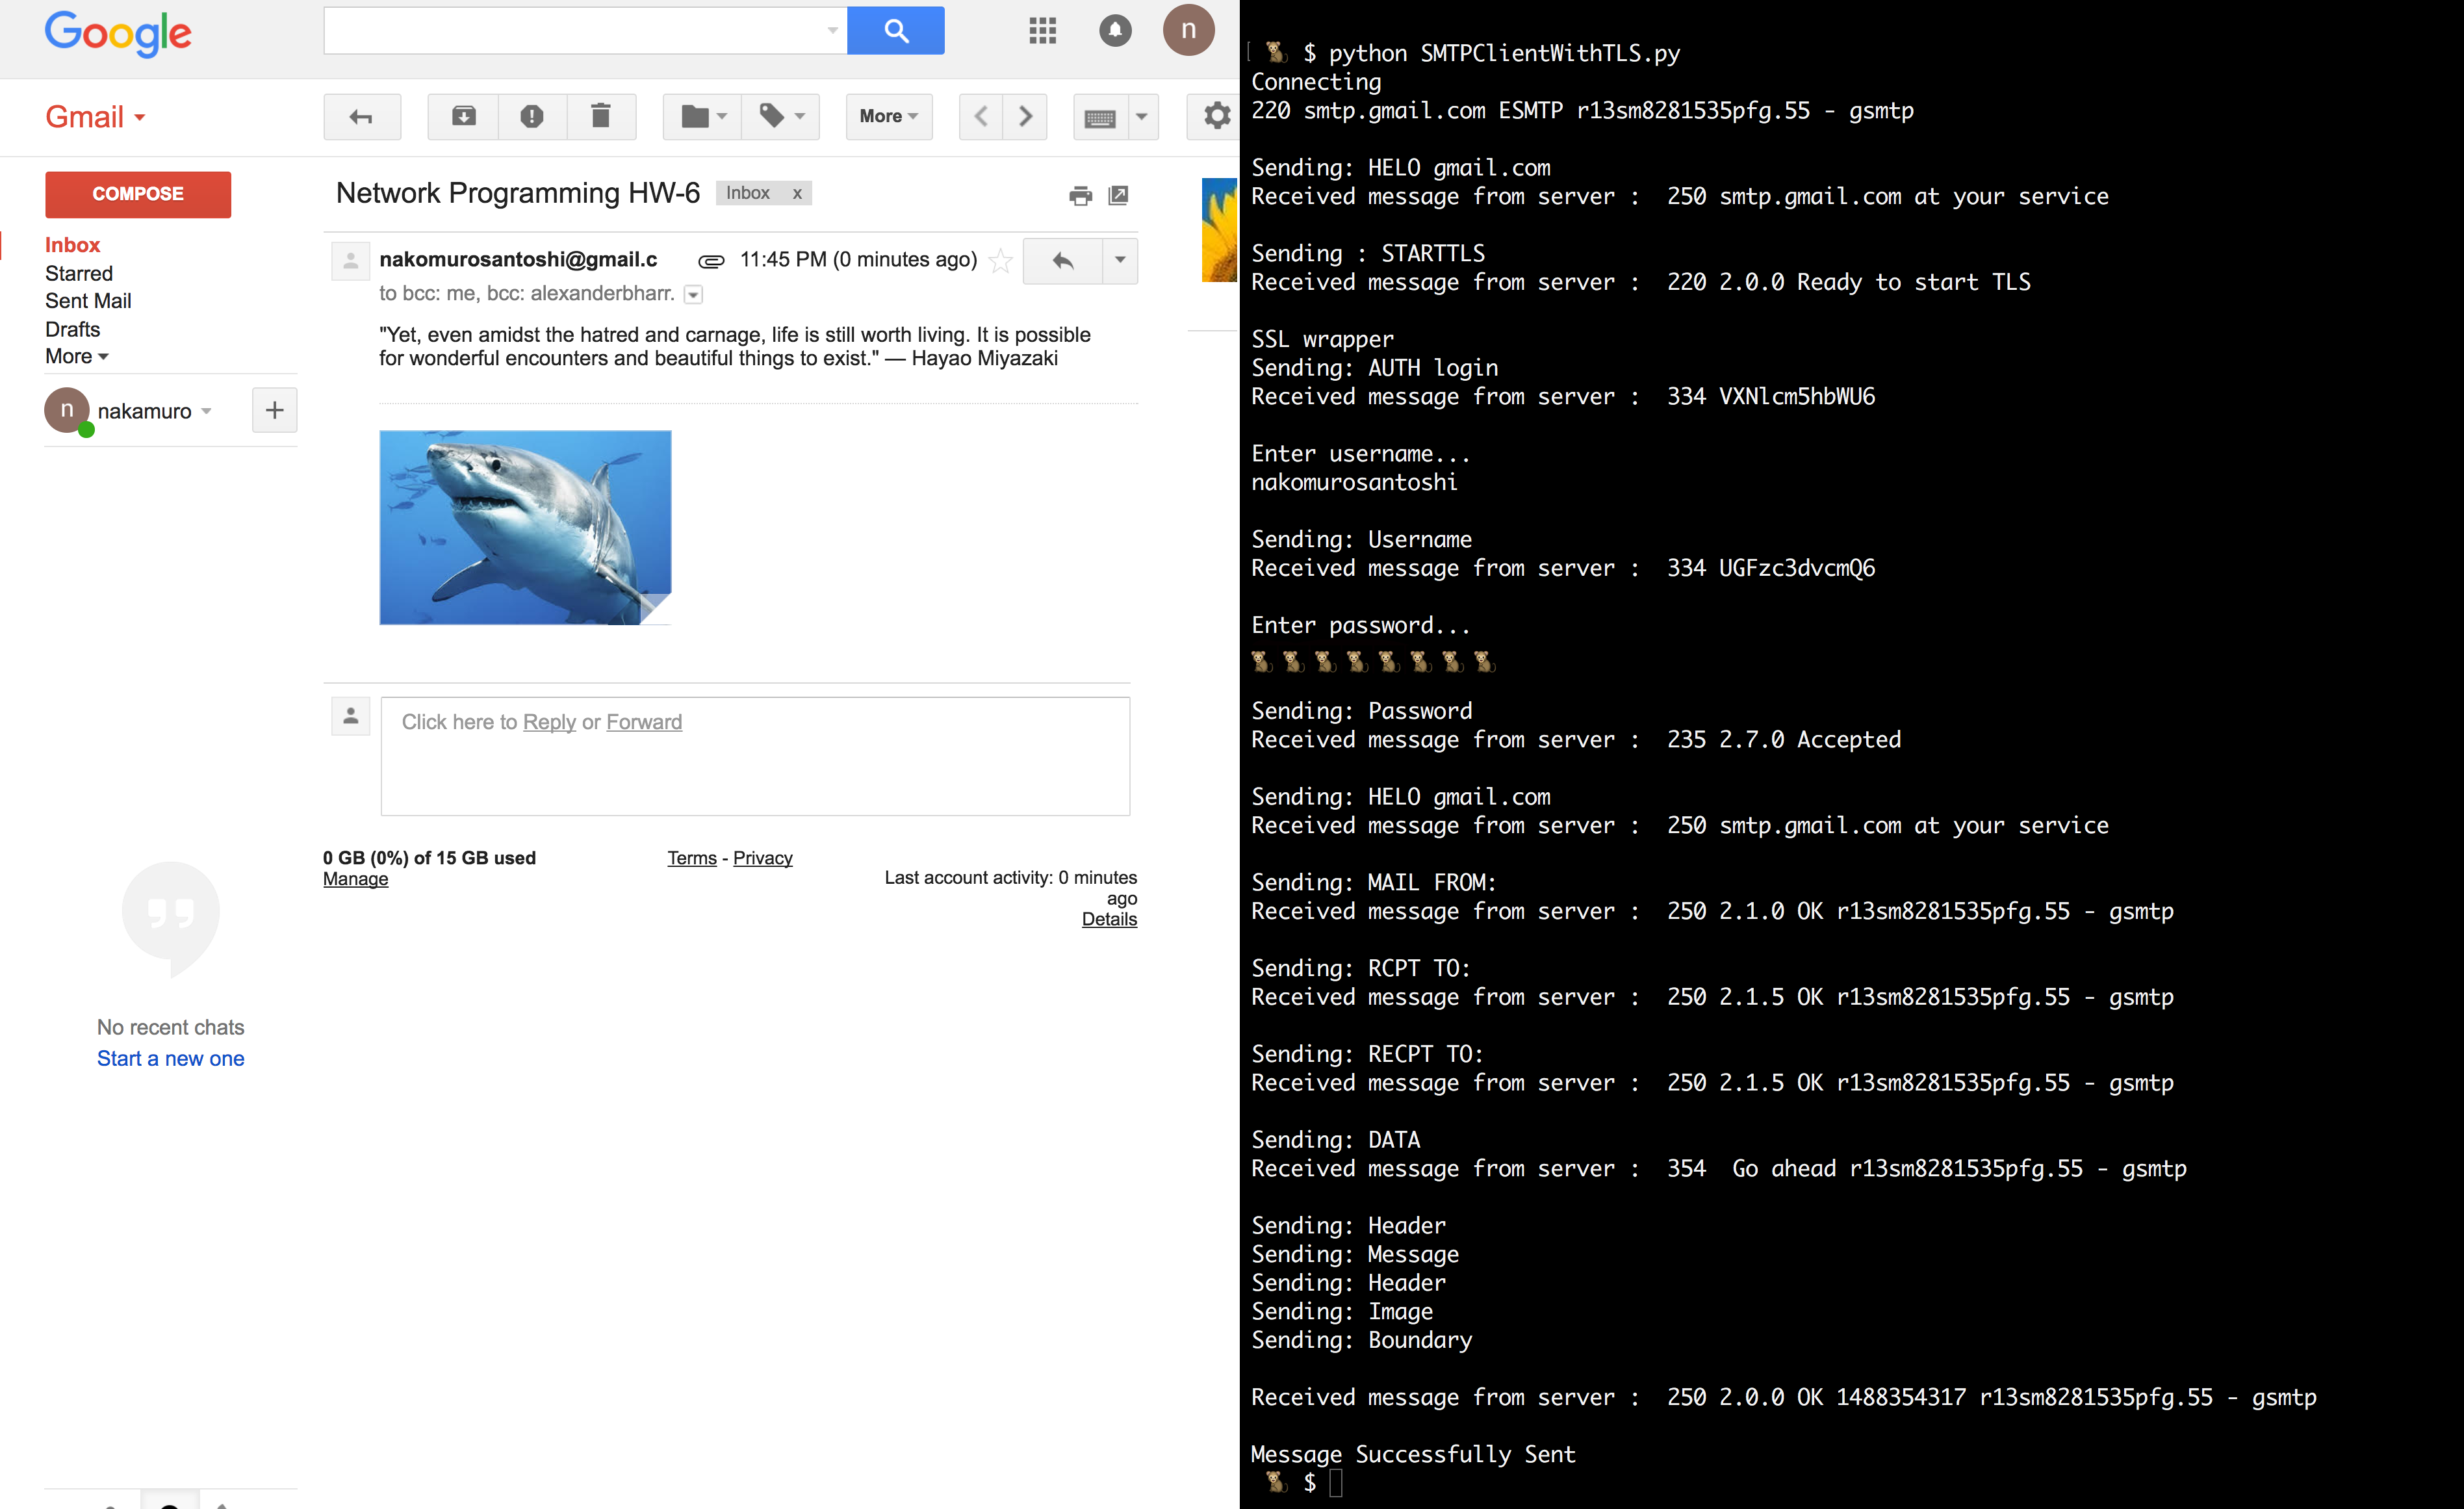 Google
n
Gmail
More
COMPOSE
Inbox
Starred
Sent Mail
Drafts
More
n
nakamuro
+
No recent chats
Start a new one
Network Programming HW-6
Inbox x
nakomurosantoshi@gmail.c 11:45 PM (0 minutes ago)
to bcc: me, bcc: alexanderbharr.
"Yet, even amidst the hatred and carnage, life is still worth living. It is possible
for wonderful encounters and beautiful things to exist." — Hayao Miyazaki
Click here to Reply or Forward
0 GB (0%) of 15 GB used
Manage
Terms - Privacy
Last account activity: 0 minutes
ago
Details
$ python SMTPClientWithTLS.py
Connecting
220 smtp.gmail.com ESMTP r13sm8281535pfg.55 - gsmtp
Sending: HELO gmail.com
Received message from server :  250 smtp.gmail.com at your service
Sending : STARTTLS
Received message from server :  220 2.0.0 Ready to start TLS
SSL wrapper
Sending: AUTH login
Received message from server :  334 VXNlcm5hbWU6
Enter username...
nakomurosantoshi
Sending: Username
Received message from server :  334 UGFzc3dvcmQ6
Enter password...
🐒 🐒 🐒 🐒 🐒 🐒 🐒 🐒
Sending: Password
Received message from server :  235 2.7.0 Accepted
Sending: HELO gmail.com
Received message from server :  250 smtp.gmail.com at your service
Sending: MAIL FROM:
Received message from server :  250 2.1.0 OK r13sm8281535pfg.55 - gsmtp
Sending: RCPT TO:
Received message from server :  250 2.1.5 OK r13sm8281535pfg.55 - gsmtp
Sending: RECPT TO:
Received message from server :  250 2.1.5 OK r13sm8281535pfg.55 - gsmtp
Sending: DATA
Received message from server :  354  Go ahead r13sm8281535pfg.55 - gsmtp
Sending: Header
Sending: Message
Sending: Header
Sending: Image
Sending: Boundary
Received message from server :  250 2.0.0 OK 1488354317 r13sm8281535pfg.55 - gsmtp
Message Successfully Sent
🐒 $